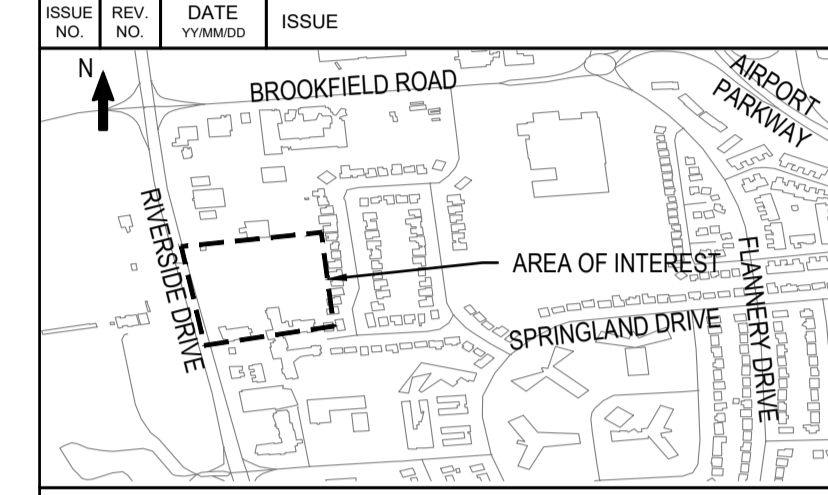 ISSUE NO.
REV. NO.
DATE
YY/MM/DD
ISSUE
N
BROOKFIELD ROAD
AIRPORT
PARKWAY
RIVERSIDE DRIVE
AREA OF INTEREST
FLANNERY DRIVE
SPRINGLAND DRIVE